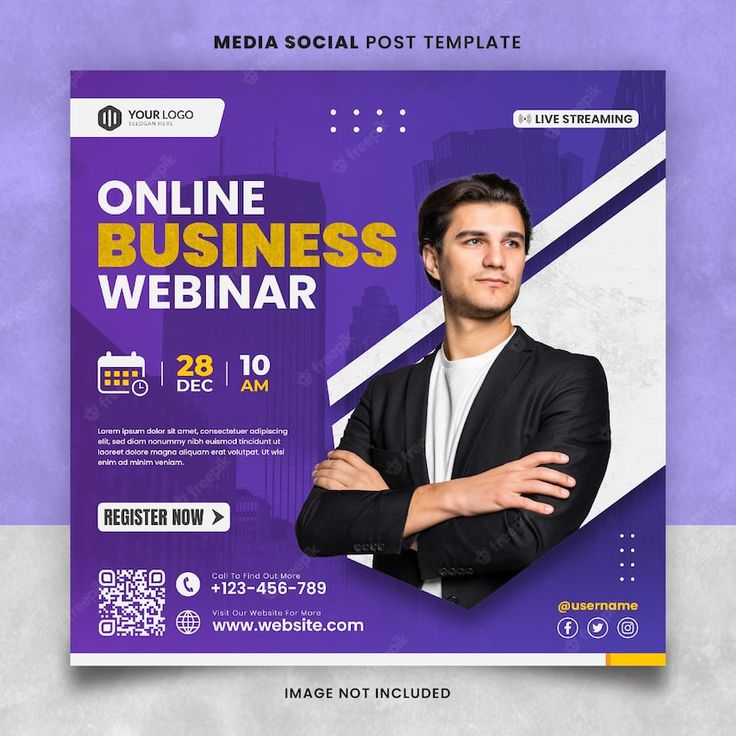 MEDIA SOCIAL POST TEMPLATE
YOUR LOGO
SLLOGAN HERE
LIVE STREAMING
ONLINE
BUSINESS
WEBINAR
28
DEC
10
AM
Lorem ipsum dolor sit amet, consectetuer adipiscing
elit, sed diam nonummy nibh euismod tincidunt
ut laoreet dolore magna aliquam erat volutpat.
Ut wisi enim ad minim veniam.
REGISTER NOW
Call To Find Out More
+123-456-789
Visit Our Website For More
www.website.com
@username
IMAGE NOT INCLUDED
freepik